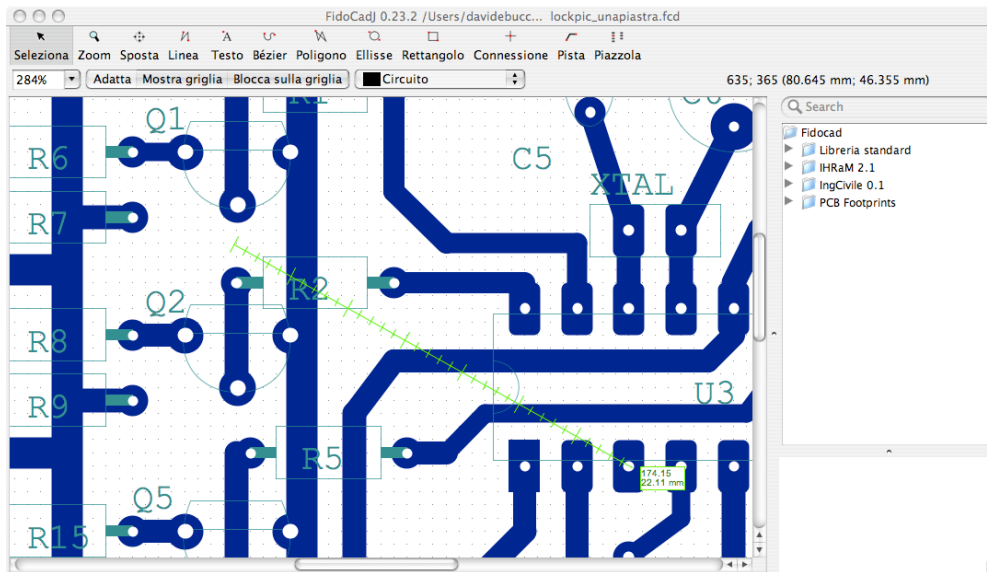 FidoCadJ 0.23.2 /Users/davidebucc... lockpic_unapiastra.fcd
Seleziona Zoom Sposta Linea Testo Bézier Poligono Ellisse Rettangolo Connessione Pista Piazzola
284% Adatta Mostra griglia Blocca sulla griglia Circuito 635; 365 (80.645 mm; 46.355 mm)
Search
Fidocad
Libreria standard
IHRaM 2.1
IngCivile 0.1
PCB Footprints
R1
C6
Q1
R6
C5
XTAL
R7
R2
Q2
R8
U3
R9
R5
174.15
22.11 mm
Q5
R15